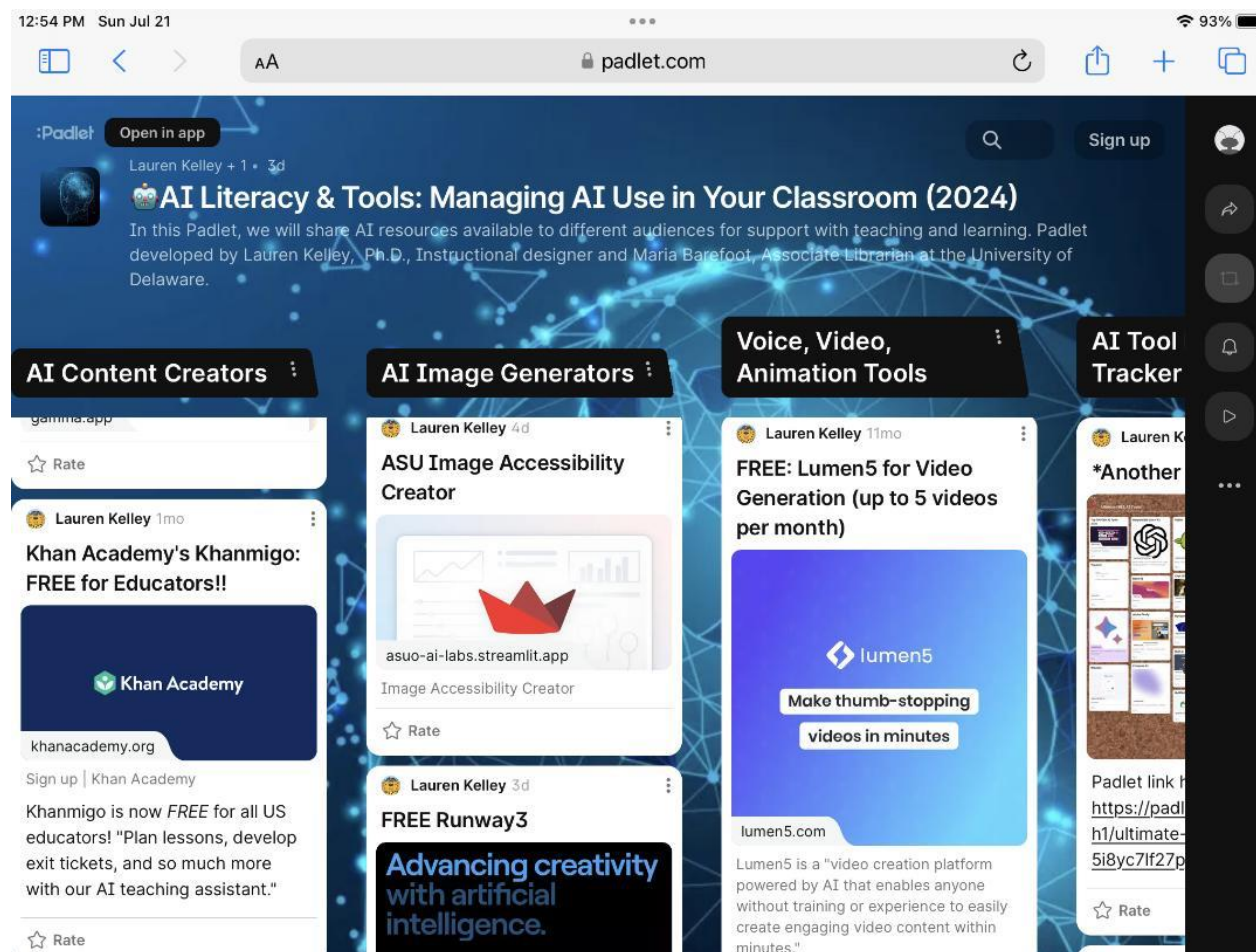 12:54 PM Sun Jul 21
93%
AA
padlet.com
:Padlet
Open in app
Sign up
Lauren Kelley + 1 • 3d
🤖AI Literacy & Tools: Managing AI Use in Your Classroom (2024)
In this Padlet, we will share AI resources available to different audiences for support with teaching and learning. Padlet
developed by Lauren Kelley, Ph.D., Instructional designer and Maria Barefoot, Associate Librarian at the University of
Delaware.
AI Content Creators
gamma.app
Rate
Lauren Kelley 1mo
Khan Academy's Khanmigo:
FREE for Educators!!
Khan Academy
khanacademy.org
Sign up | Khan Academy
Khanmigo is now FREE for all US
educators! "Plan lessons, develop
exit tickets, and so much more
with our AI teaching assistant."
Rate
AI Image Generators
Lauren Kelley 4d
ASU Image Accessibility
Creator
asuo-ai-labs.streamlit.app
Image Accessibility Creator
Rate
Lauren Kelley 3d
FREE Runway3
Advancing creativity
with artificial
intelligence.
Voice, Video,
Animation Tools
Lauren Kelley 11mo
FREE: Lumen5 for Video
Generation (up to 5 videos
per month)
lumen5
Make thumb-stopping
videos in minutes
lumen5.com
Lumen5 is a "video creation platform
powered by AI that enables anyone
without training or experience to easily
create engaging video content within
minutes."
AI Tool
Tracker
Lauren K
*Another
Padlet link h
https://padl
h1/ultimate-
5i8yc7lf27p
Rate